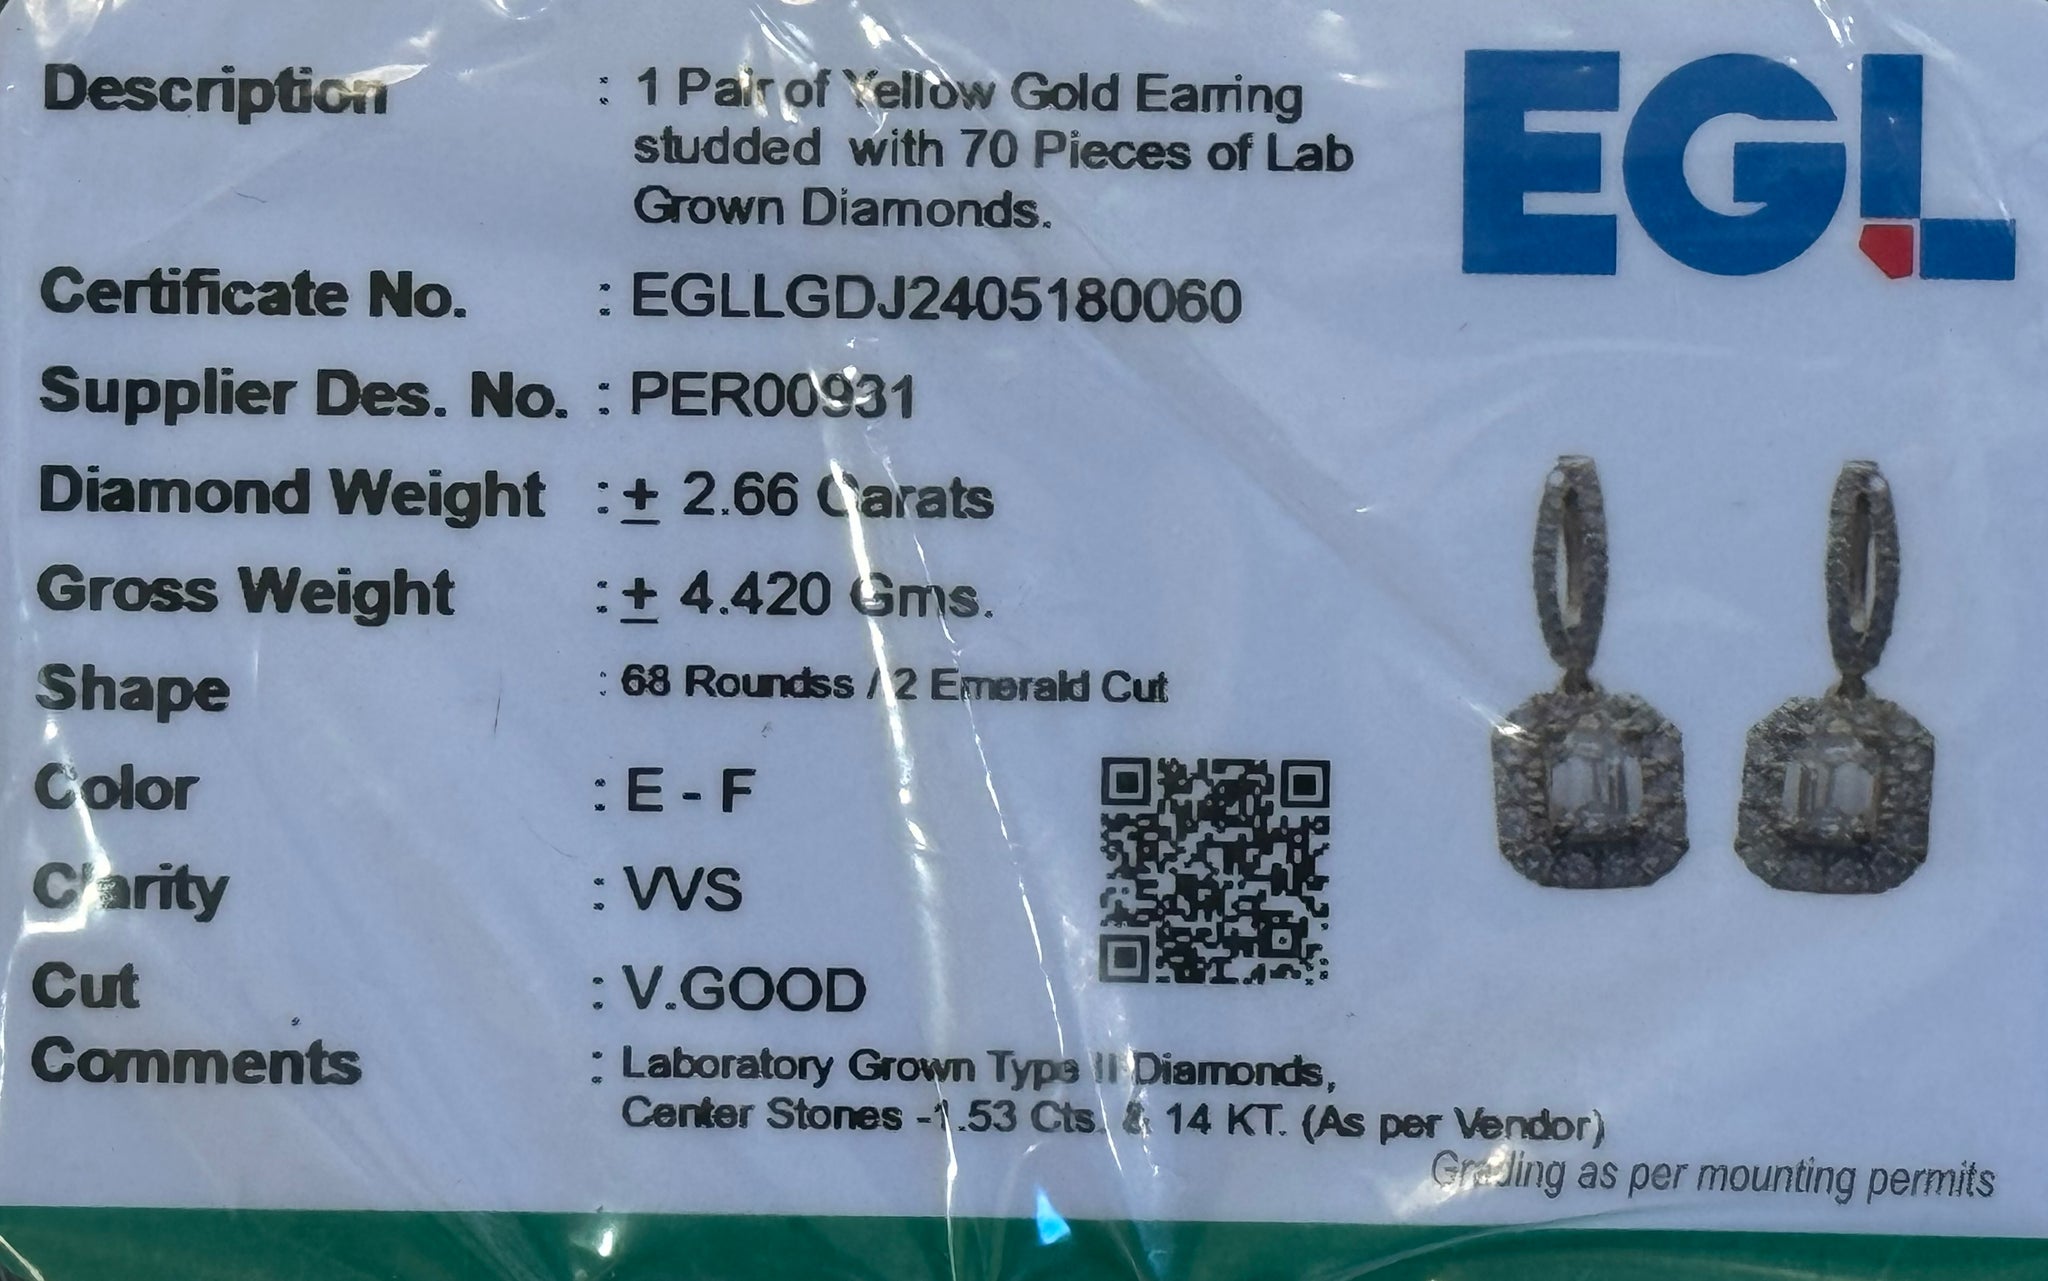 EGL
Description : 1 Pair of Yellow Gold Earring
studded with 70 Pieces of Lab
Grown Diamonds.
Certificate No. : EGLLGDJ2405180060
Supplier Des. No. : PER00931
Diamond Weight : ± 2.66 Carats
Gross Weight : ± 4.420 Gms.
Shape : 68 Roundss / 2 Emerald Cut
Color : E - F
Clarity : VVS
Cut : V.GOOD
Comments : Laboratory Grown Type II Diamonds,
Center Stones -1.53 Cts. & 14 KT. (As per Vendor)
Grading as per mounting permits